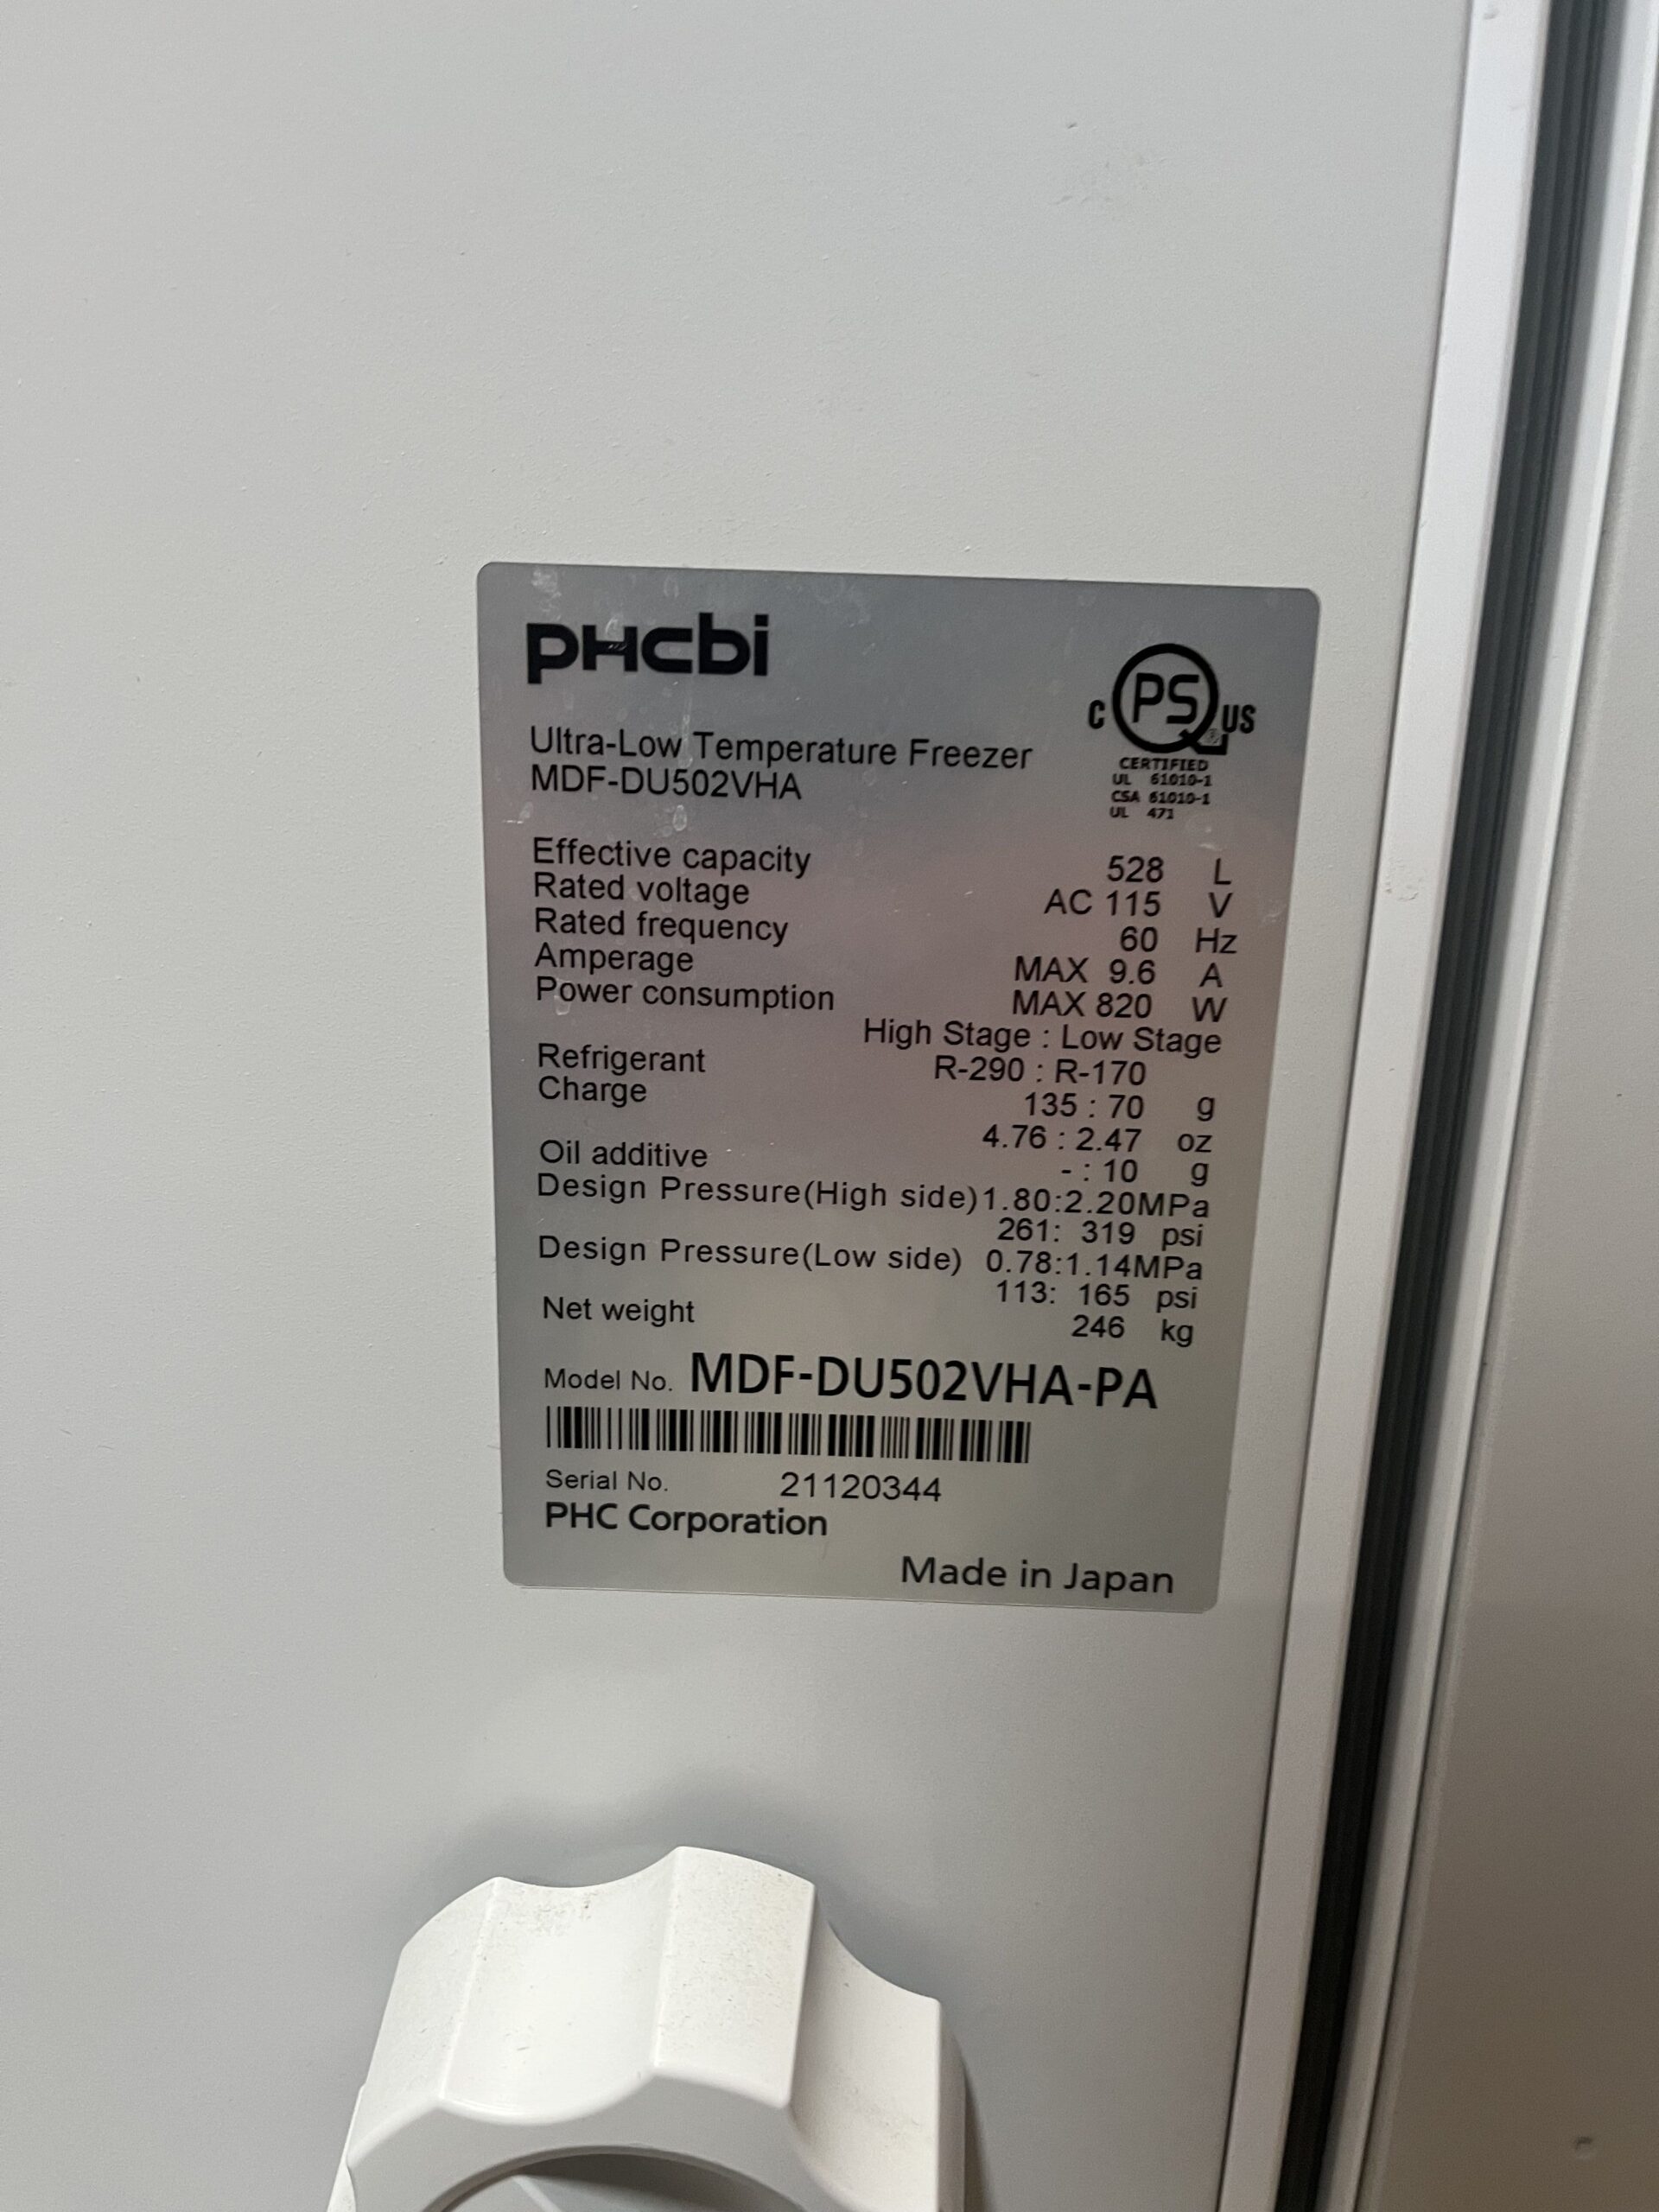 PHCbi
C PS US
CERTIFIED
UL 61010-1
CSA 61010-1
UL 471
Ultra-Low Temperature Freezer
MDF-DU502VHA
Effective capacity 528 L
Rated voltage AC 115 V
Rated frequency 60 Hz
Amperage MAX 9.6 A
Power consumption MAX 820 W
High Stage : Low Stage
Refrigerant R-290 : R-170
Charge 135 : 70 g
4.76 : 2.47 oz
Oil additive - : 10 g
Design Pressure(High side) 1.80:2.20MPa
261: 319 psi
Design Pressure(Low side) 0.78:1.14MPa
113: 165 psi
Net weight 246 kg
Model No. MDF-DU502VHA-PA
Serial No. 21120344
PHC Corporation
Made in Japan